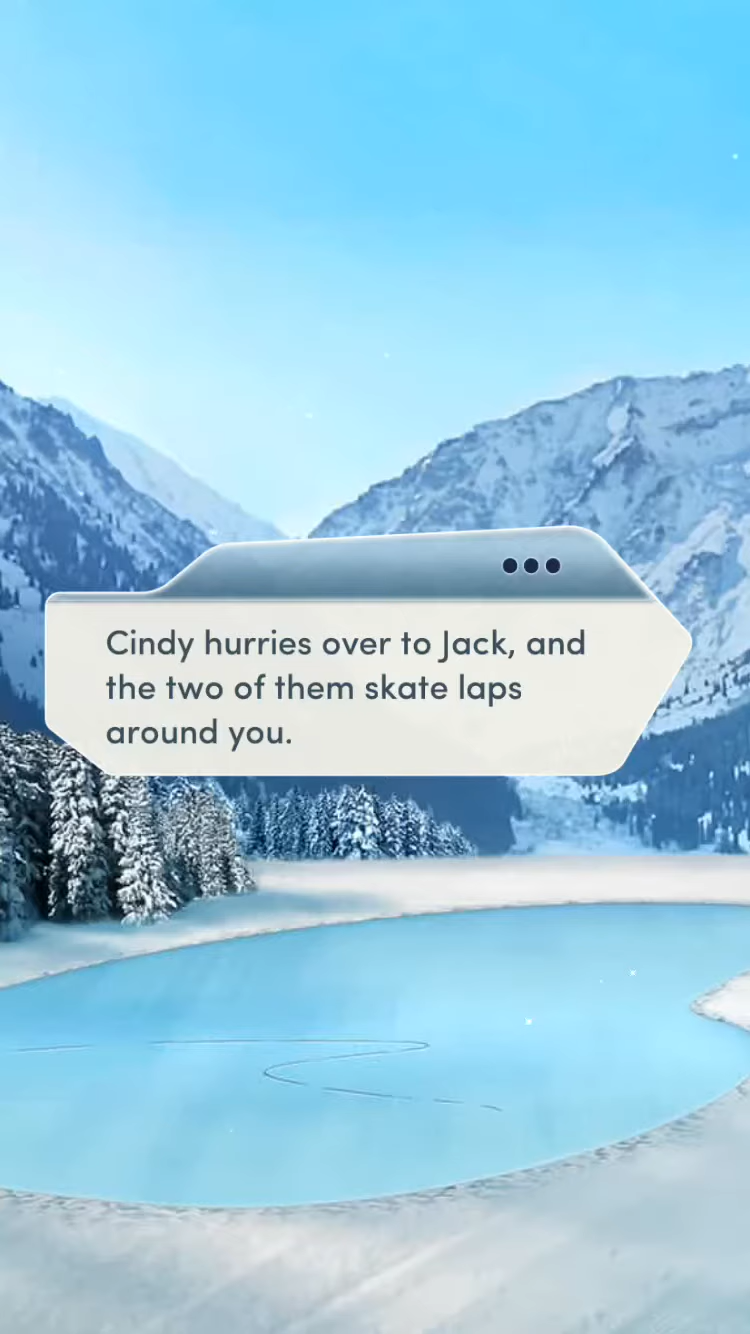 Cindy hurries over to Jack, and
the two of them skate laps
around you.